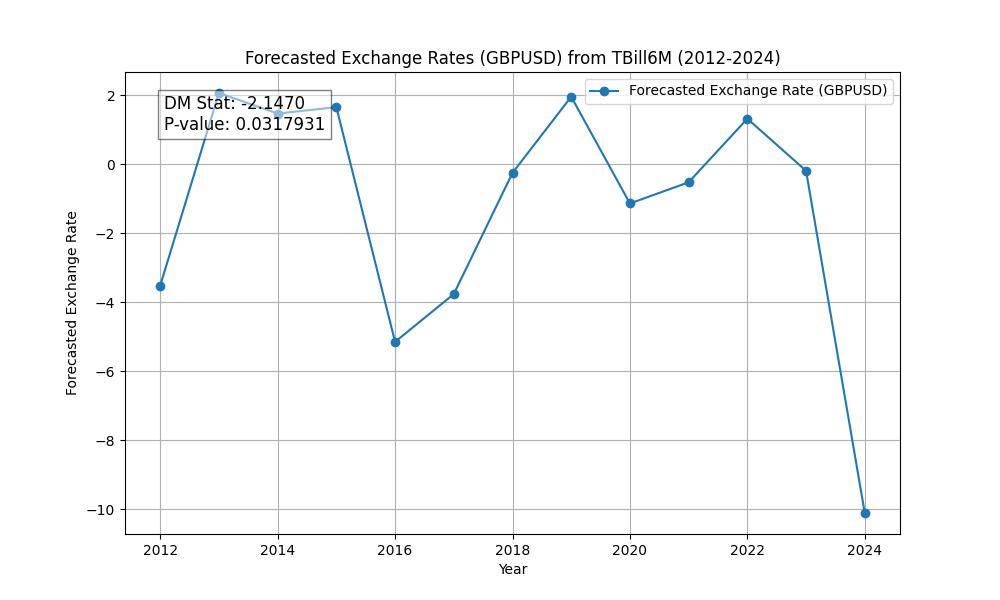 Forecasted Exchange Rates (GBPUSD) from TBill6M (2012-2024)
DM Stat: -2.1470
P-value: 0.0317931
Forecasted Exchange Rate (GBPUSD)
Forecasted Exchange Rate
2
0
−2
−4
−6
−8
−10
2012 2014 2016 2018 2020 2022 2024
Year